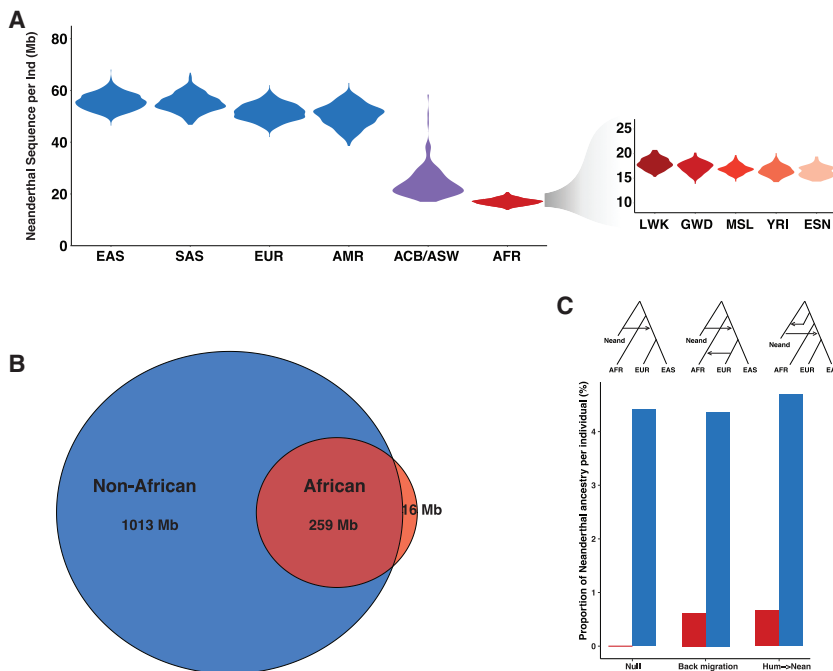 A
Neanderthal Sequence per Ind (Mb)
80
60
40
20
0
EAS SAS EUR AMR ACB/ASW AFR
25
20
15
10
LWK GWD MSL YRI ESN
B
Non-African
1013 Mb
African
259 Mb
16 Mb
C
Neand Neand Neand
AFR EUR EAS AFR EUR EAS AFR EUR EA
Proportion of Neanderthal ancestry per individual (%)
4
3
2
1
0
Null Back migration Hum->Nean